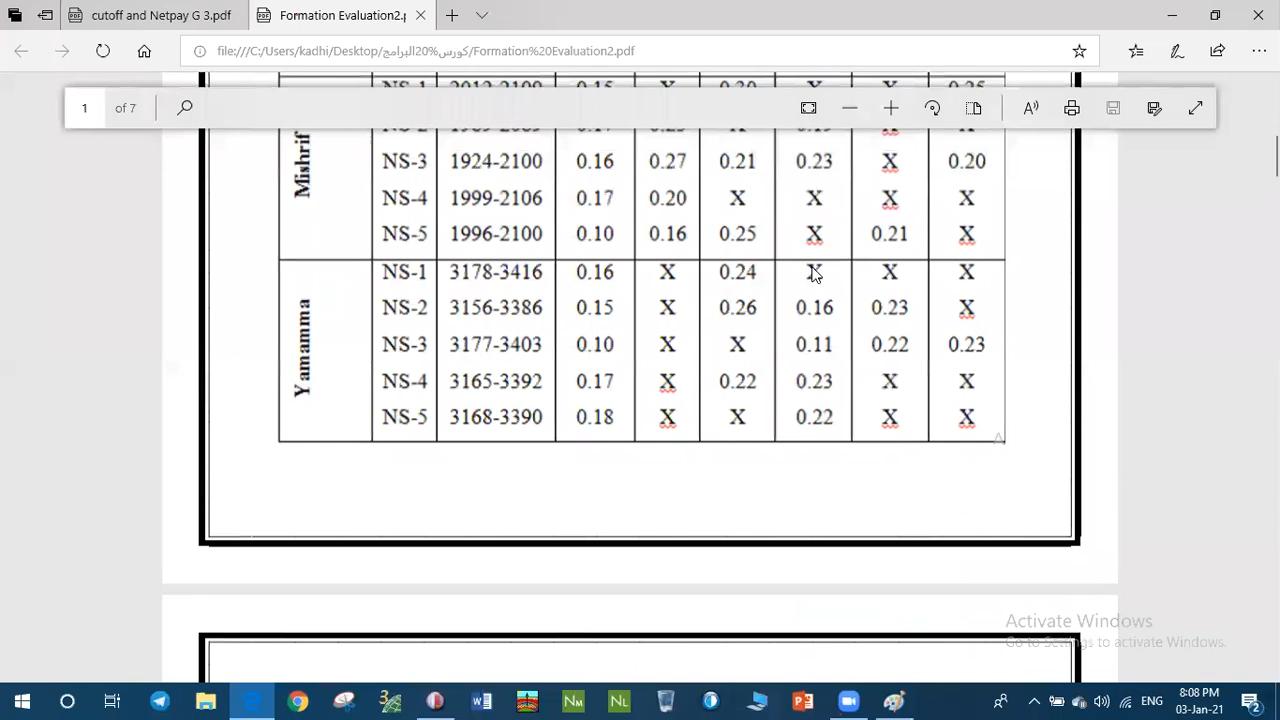 cutoff and Netpay G 3.pdf
Formation Evaluation2.
file:///C:/Users/kadhi/Desktop/كورس%20البرامج/Formation%20Evaluation2.pdf
1 of 7
Mishrif
NS-3 1924-2100 0.16 0.27 0.21 0.23 X 0.20
NS-4 1999-2106 0.17 0.20 X X X X
NS-5 1996-2100 0.10 0.16 0.25 X 0.21 X
Yamamma
NS-1 3178-3416 0.16 X 0.24 X X X
NS-2 3156-3386 0.15 X 0.26 0.16 0.23 X
NS-3 3177-3403 0.10 X X 0.11 0.22 0.23
NS-4 3165-3392 0.17 X 0.22 0.23 X X
NS-5 3168-3390 0.18 X X 0.22 X X
Activate Windows
Go to Settings to activate Windows.
ENG
8:08 PM
03-Jan-21